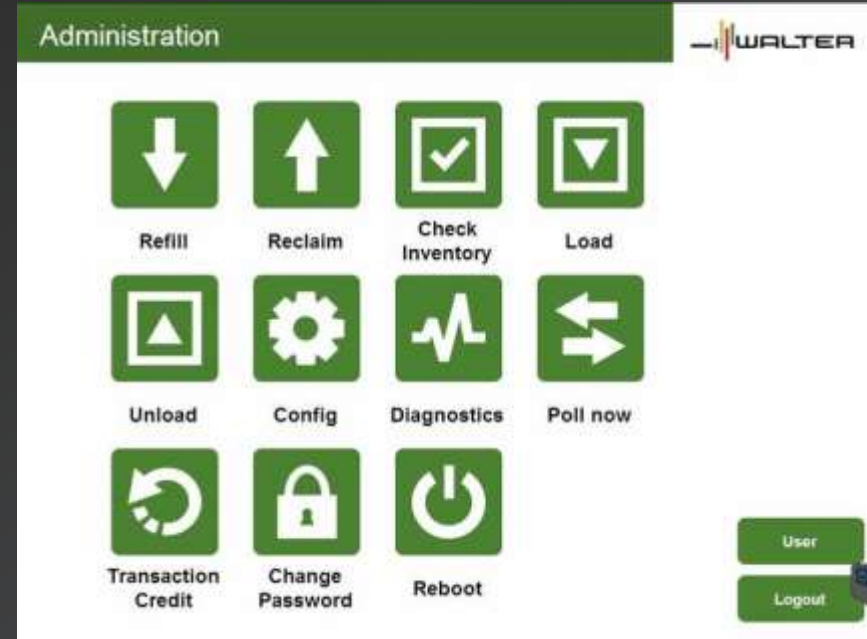 Administration
WALTER
Refill
Reclaim
Check
Inventory
Load
Unload
Config
Diagnostics
Poll now
Transaction
Credit
Change
Password
Reboot
User
Logout